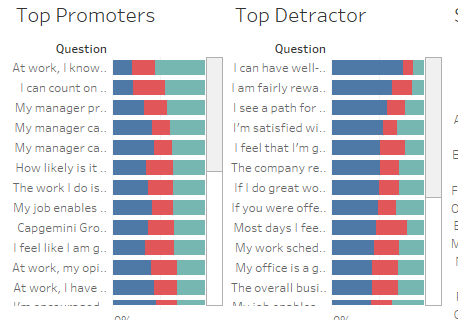 Top Promoters
Question
At work, I know..
I can count on ..
My manager pr..
My manager ca..
My manager ca..
How likely is it ..
The work I do is..
My job enables ..
Capgemini Gro..
I feel like I am g..
At work, my opi..
At work, I have ..
I'm encouraged..
0%
Top Detractor
Question
I can have well-..
I am fairly rewa..
I see a path for ..
I'm satisfied wi..
I feel that I'm g..
The company re..
If I do great wo..
If you were offe..
Most days I fee..
My work sched..
My office is a g..
The overall busi..
My job enables ..
0%